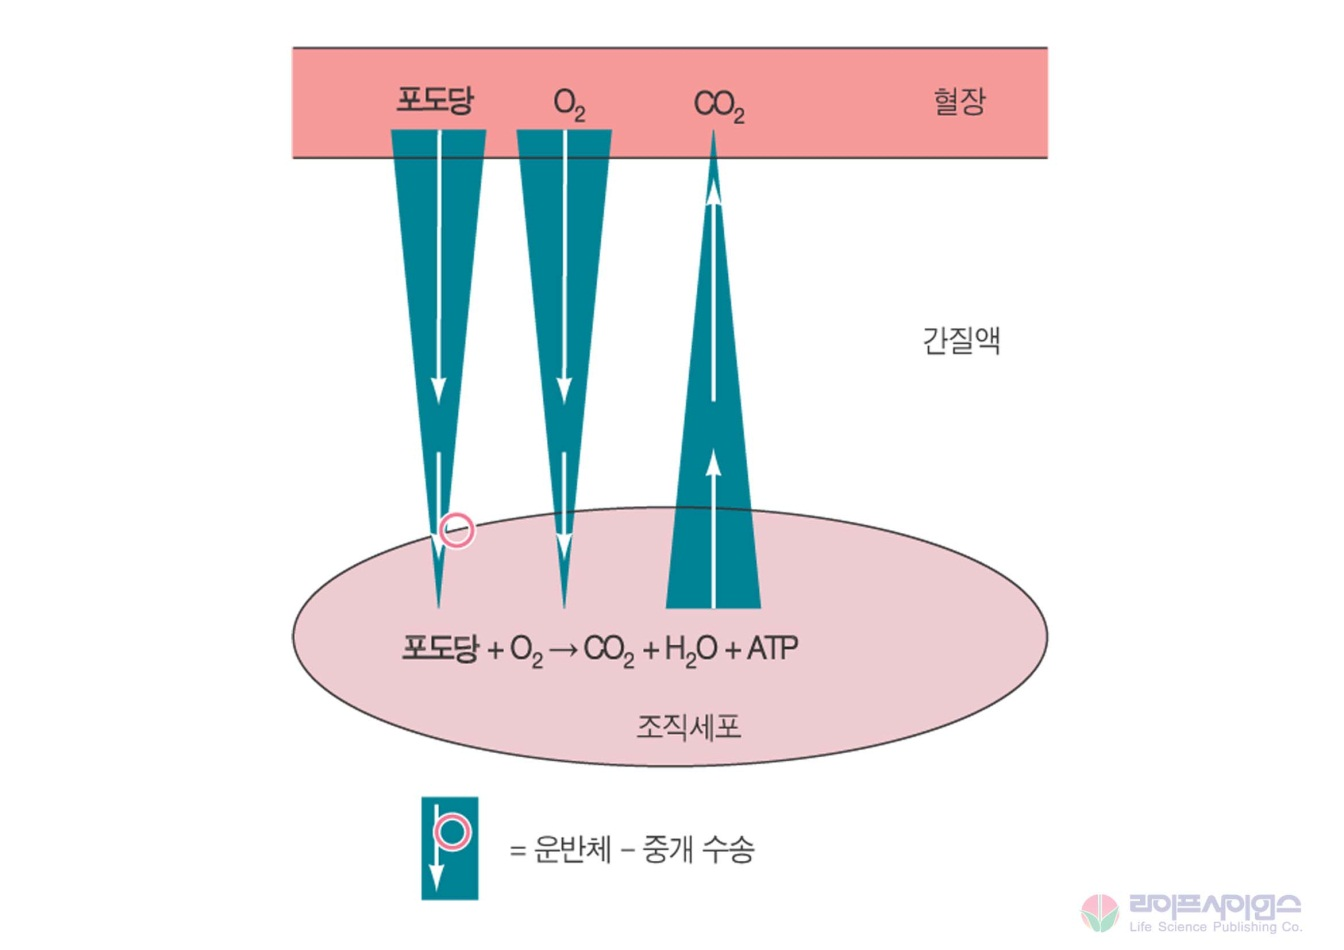 포도당 O₂ CO₂ 혈장
간질액
포도당 + O₂ → CO₂ + H₂O + ATP
조직세포
= 운반체 – 중개 수송
라이프사이언스
Life Science Publishing Co.